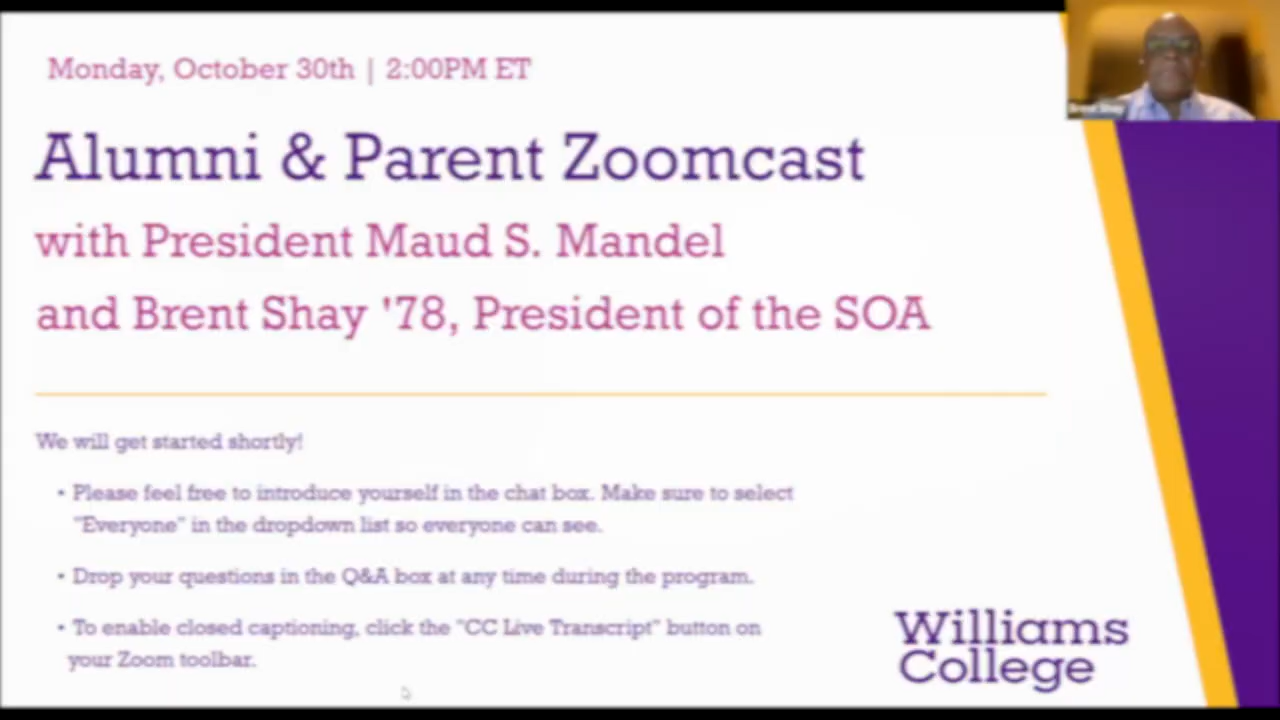 Monday, October 30th | 2:00PM ET
Brent Shay
Alumni & Parent Zoomcast
with President Maud S. Mandel
and Brent Shay '78, President of the SOA
We will get started shortly!
• Please feel free to introduce yourself in the chat box. Make sure to select
"Everyone" in the dropdown list so everyone can see.
• Drop your questions in the Q&A box at any time during the program.
• To enable closed captioning, click the "CC Live Transcript" button on
your Zoom toolbar.
Williams
College